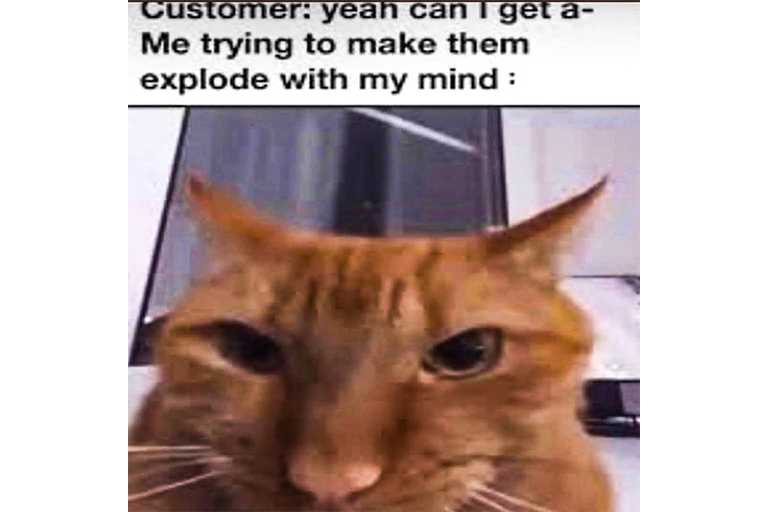 Customer: yeah can I get a-
Me trying to make them
explode with my mind :